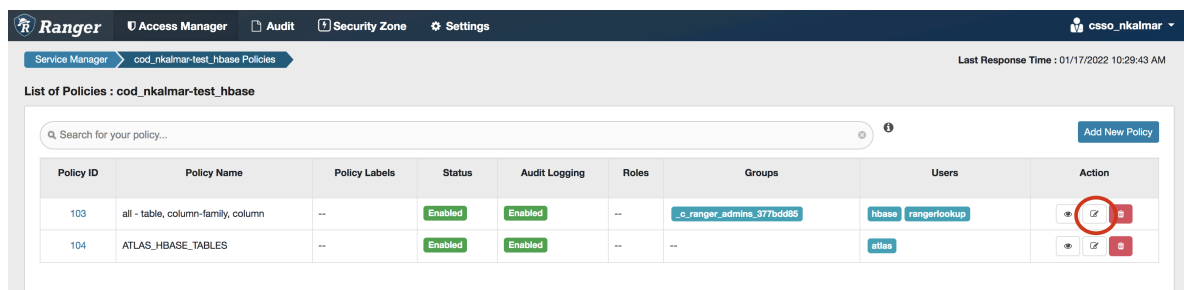 Ranger Access Manager Audit Security Zone Settings csso_nkalmar
Service Manager cod_nkalmar-test_hbase Policies Last Response Time : 01/17/2022 10:29:43 AM
List of Policies : cod_nkalmar-test_hbase
Search for your policy... Add New Policy
Policy ID Policy Name Policy Labels Status Audit Logging Roles Groups Users Action
103 all - table, column-family, column -- Enabled Enabled -- _c_ranger_admins_377bdd85 hbase rangerlookup
104 ATLAS_HBASE_TABLES -- Enabled Enabled -- -- atlas